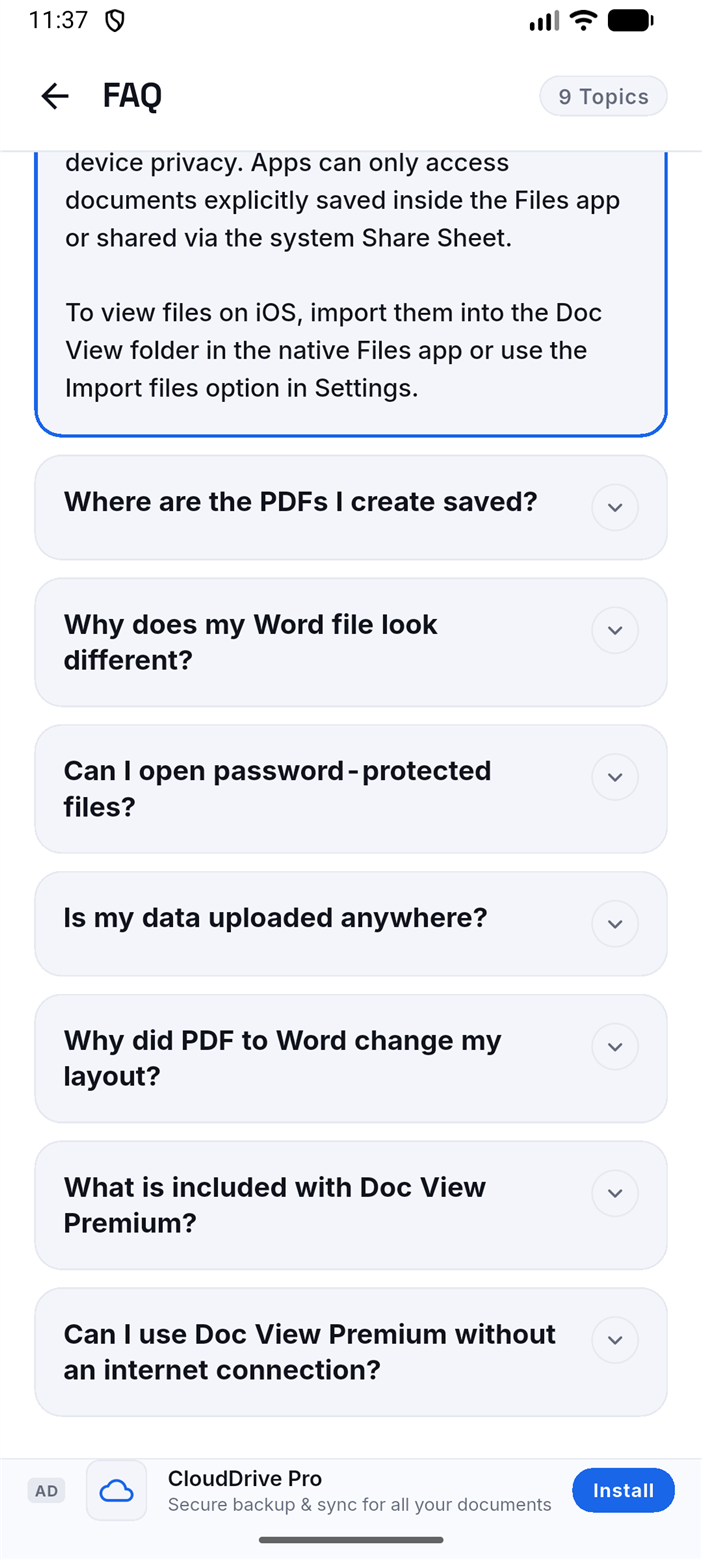 11:37
FAQ
9 Topics
device privacy. Apps can only access
documents explicitly saved inside the Files app
or shared via the system Share Sheet.
To view files on iOS, import them into the Doc
View folder in the native Files app or use the
Import files option in Settings.
Where are the PDFs I create saved?
Why does my Word file look
different?
Can I open password-protected
files?
Is my data uploaded anywhere?
Why did PDF to Word change my
layout?
What is included with Doc View
Premium?
Can I use Doc View Premium without
an internet connection?
AD
CloudDrive Pro
Secure backup & sync for all your documents
Install